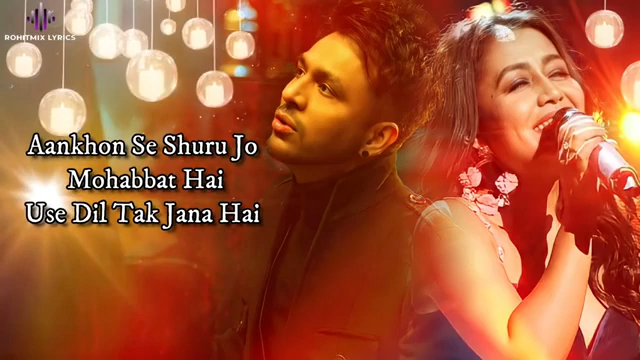 ROHITMIX LYRICS
Aankhon Se Shuru Jo
Mohabbat Hai
Use Dil Tak Jana Hai